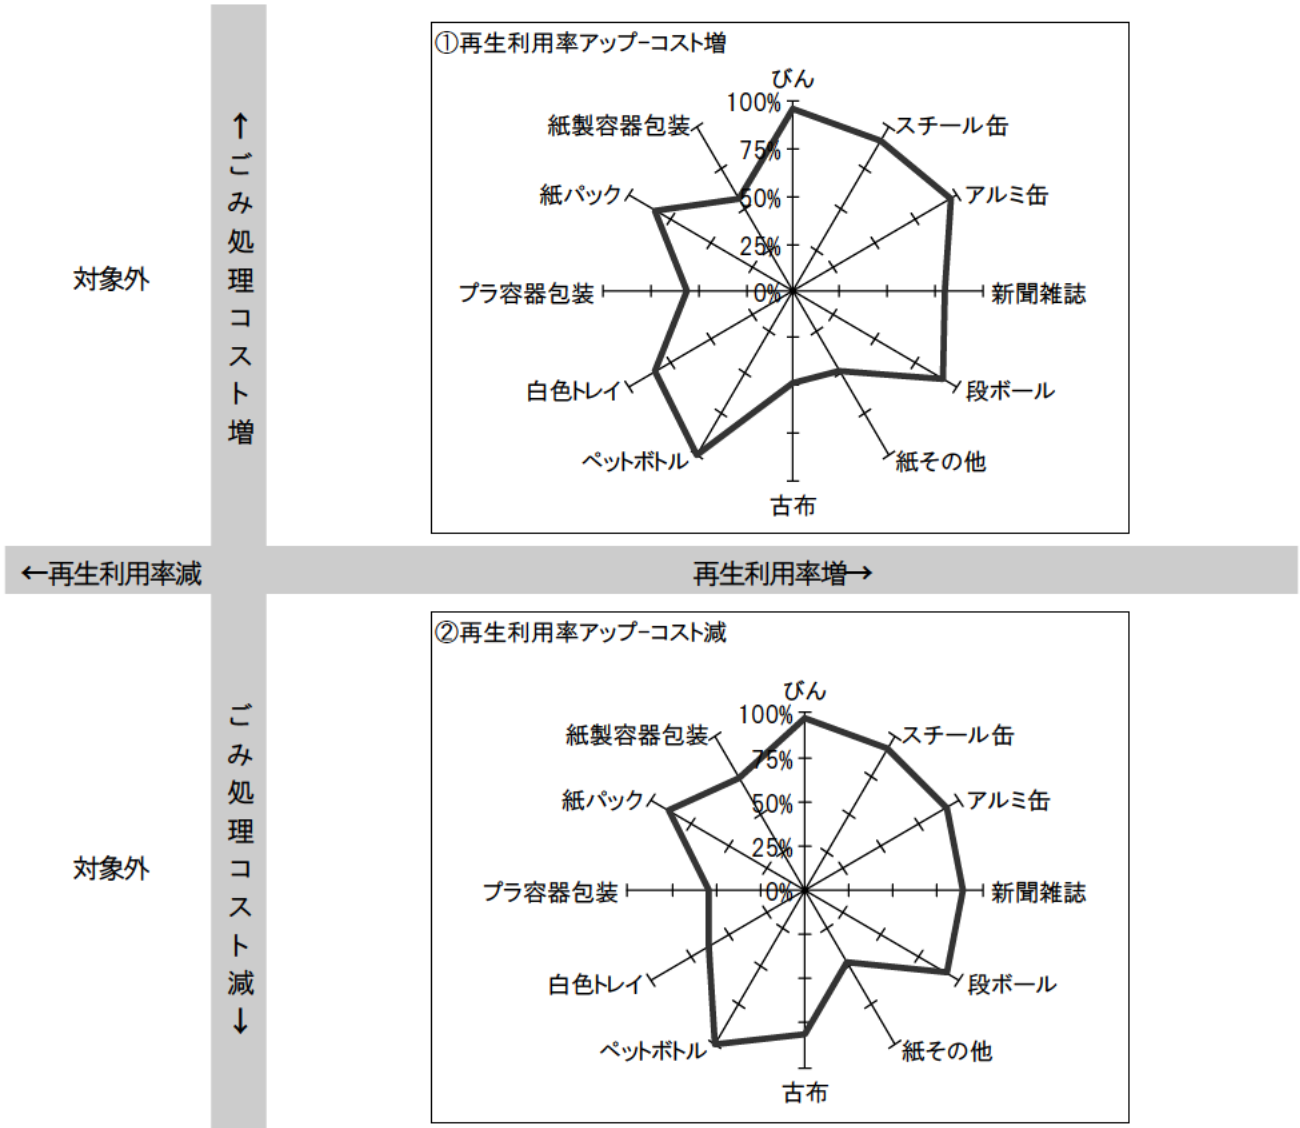 ①再生利用率アップ-コスト増
びん
100%
75%
50%
25%
0%
スチール缶
アルミ缶
新聞雑誌
段ボール
紙その他
古布
ペットボトル
白色トレイ
プラ容器包装
紙パック
紙製容器包装
↑ごみ処理コスト増
対象外
←再生利用率減
再生利用率増→
②再生利用率アップ-コスト減
びん
100%
75%
50%
25%
0%
スチール缶
アルミ缶
新聞雑誌
段ボール
紙その他
古布
ペットボトル
白色トレイ
プラ容器包装
紙パック
紙製容器包装
ごみ処理コスト減↓
対象外